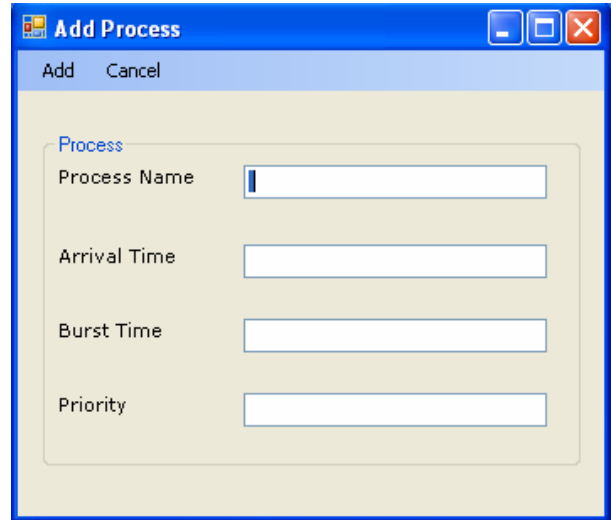 Add Process
Add Cancel
Process
Process Name
Arrival Time
Burst Time
Priority